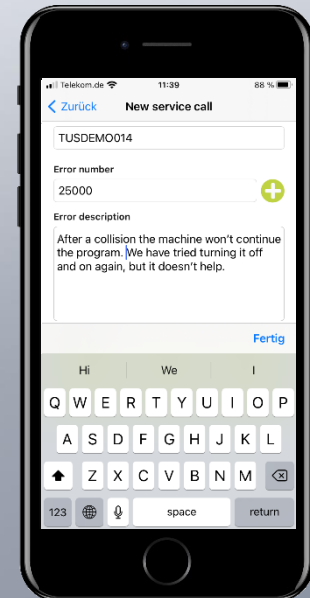 Telekom.de 11:39 88 %
Zurück New service call
TUSDEMO014
Error number
25000
Error description
After a collision the machine won't continue
the program. We have tried turning it off
and on again, but it doesn't help.
Fertig
Hi We I
Q W E R T Y U I O P
A S D F G H J K L
Z X C V B N M
123 space return